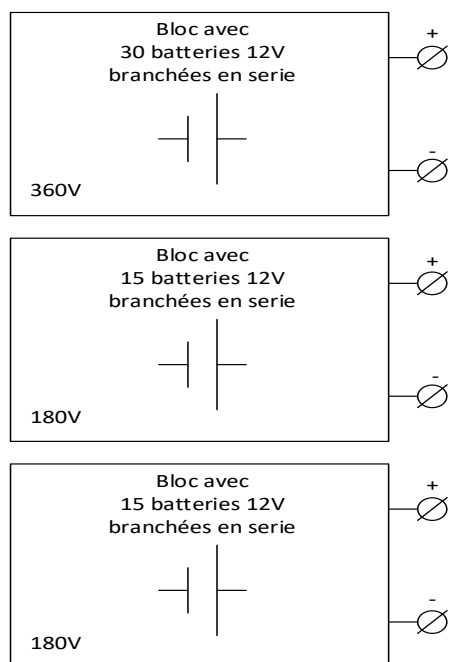 Bloc avec
30 batteries 12V
branchées en serie
+
-
360V
Bloc avec
15 batteries 12V
branchées en serie
+
-
180V
Bloc avec
15 batteries 12V
branchées en serie
+
-
180V